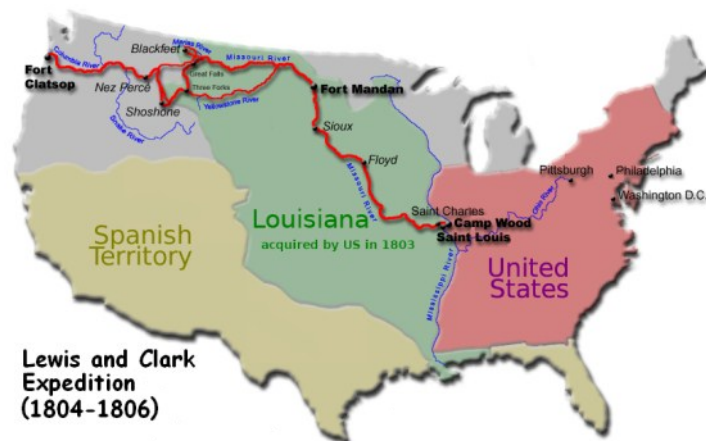 Blackfeet
Marias River
Missouri River
Columbia River
Fort
Clatsop
Great Falls
Nez Perce
Three Forks
Yellowstone River
Fort Mandan
Shoshone
Snake River
Sioux
Floyd
Missouri River
Pittsburgh
Philadelphia
Ohio River
Washington D.C.
Saint Charles
Camp Wood
Saint Louis
Louisiana
acquired by US in 1803
Spanish
Territory
Mississippi River
United
States
Lewis and Clark
Expedition
(1804-1806)